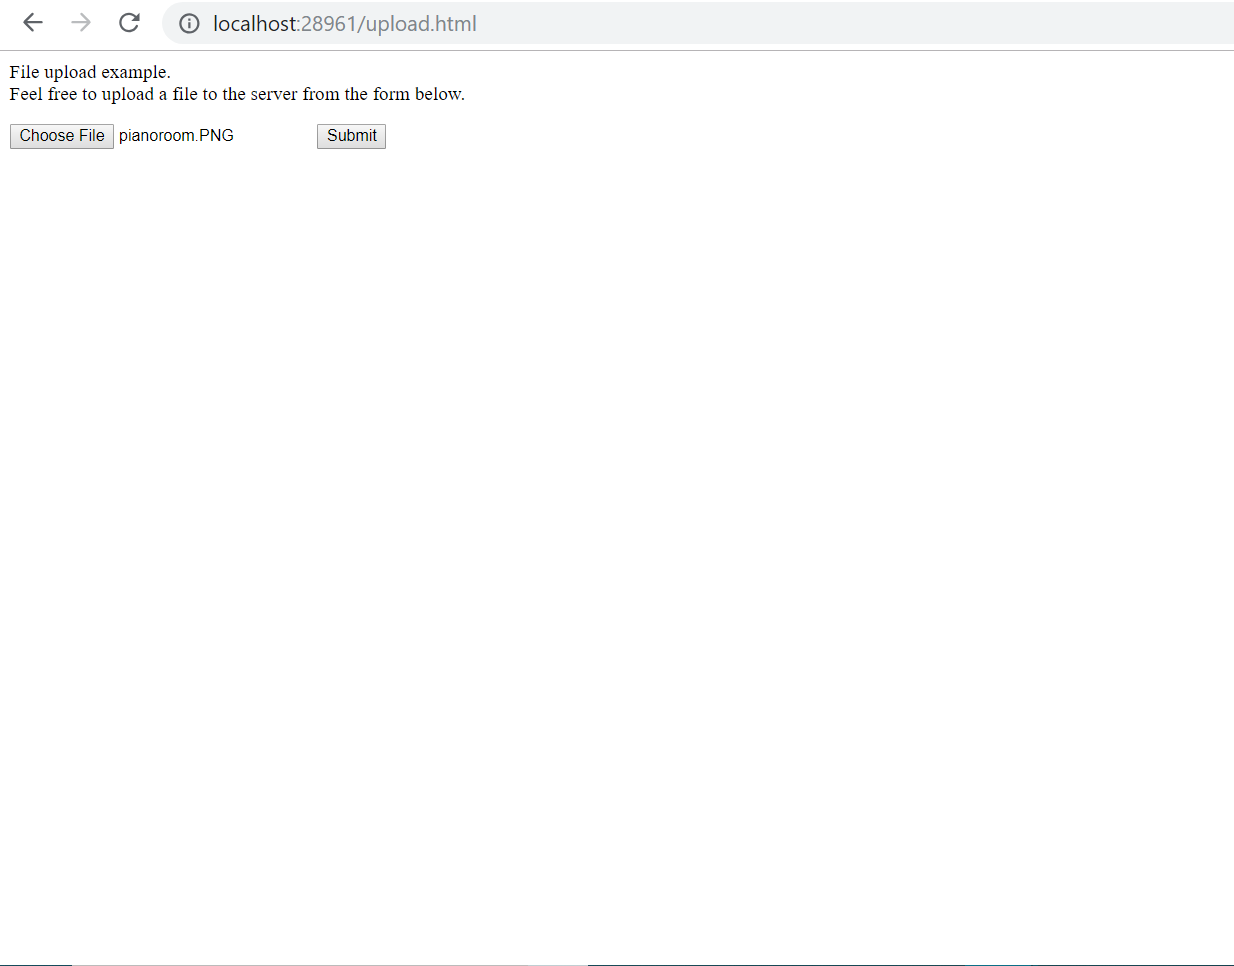 localhost:28961/upload.html
File upload example.
Feel free to upload a file to the server from the form below.
Choose File pianoroom.PNG Submit